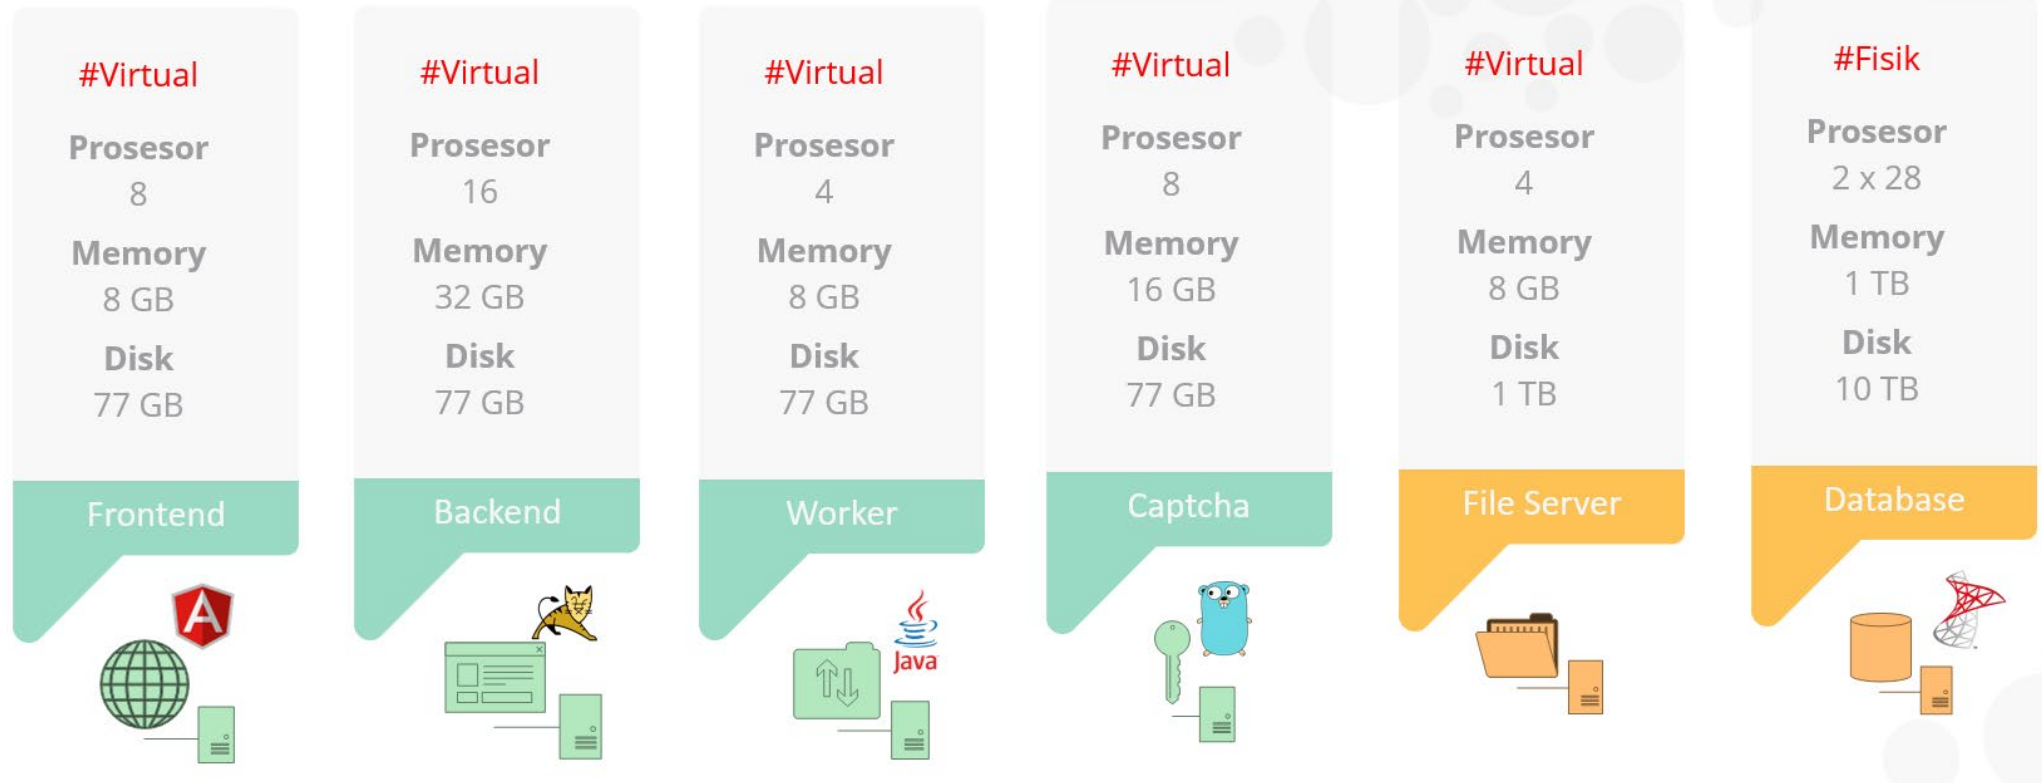 #Virtual
Prosesor
8
Memory
8 GB
Disk
77 GB
Frontend
#Virtual
Prosesor
16
Memory
32 GB
Disk
77 GB
Backend
#Virtual
Prosesor
4
Memory
8 GB
Disk
77 GB
Worker
Java
#Virtual
Prosesor
8
Memory
16 GB
Disk
77 GB
Captcha
#Virtual
Prosesor
4
Memory
8 GB
Disk
1 TB
File Server
#Fisik
Prosesor
2 x 28
Memory
1 TB
Disk
10 TB
Database